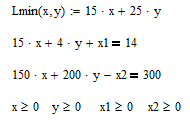 Lmin(x,y) := 15 · x + 25 · y
15 · x + 4 · y + x1 = 14
150 · x + 200 · y − x2 = 300
x ≥ 0 y ≥ 0 x1 ≥ 0 x2 ≥ 0